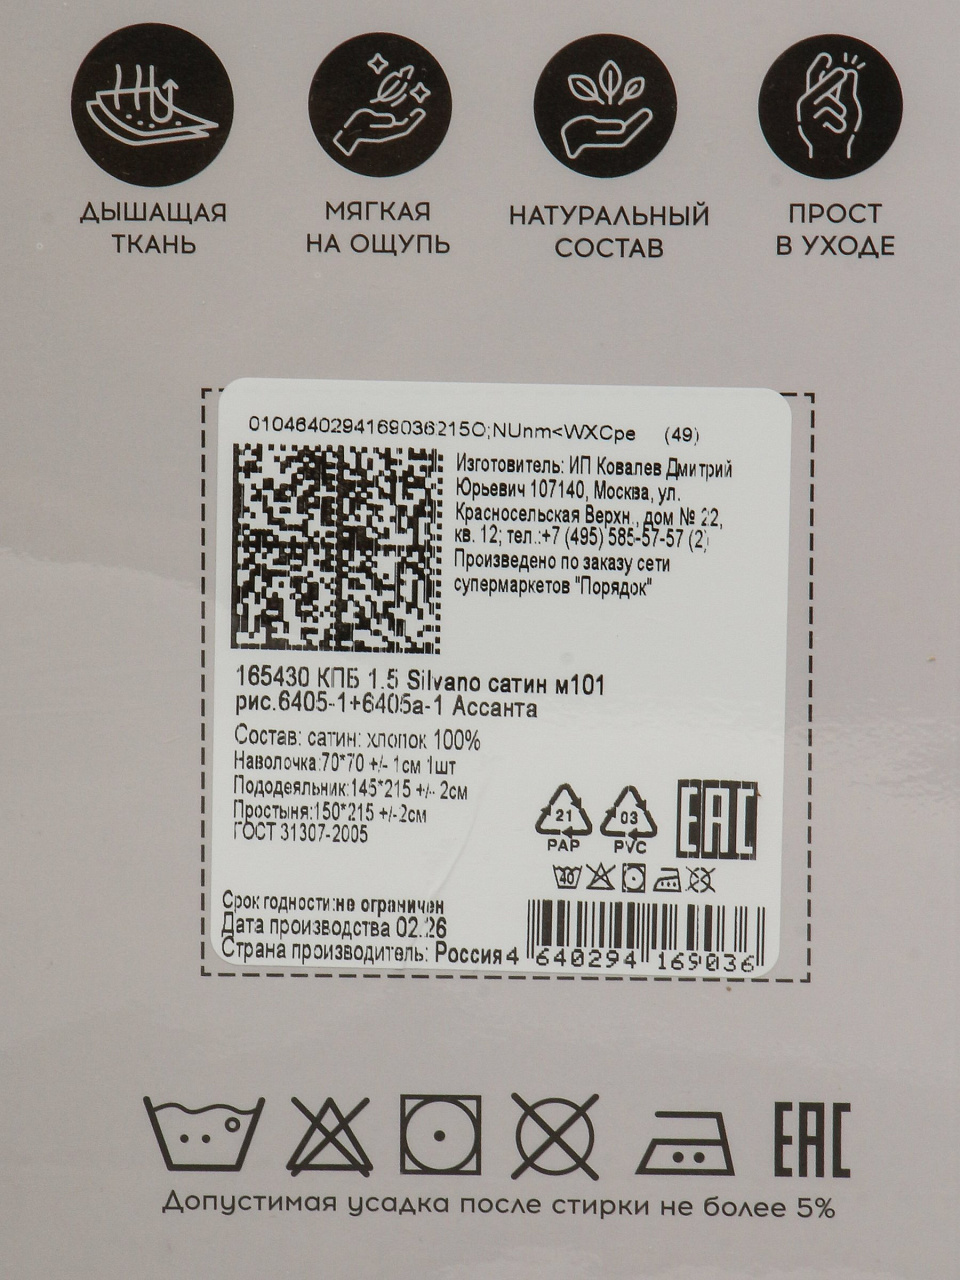 ДЫШАЩАЯ
ТКАНЬ
МЯГКАЯ
НА ОЩУПЬ
НАТУРАЛЬНЫЙ
СОСТАВ
ПРОСТ
В УХОДЕ
0104640294169036215O;NUnm<WXCpe (49)
Изготовитель: ИП Ковалев Дмитрий
Юрьевич 107140, Москва, ул.
Красносельская Верхн., дом № 22,
кв. 12; тел.:+7 (495) 585-57-57 (2)
Произведено по заказу сети
супермаркетов "Порядок"
165430 КПБ 1.5 Silvano сатин м101
рис.6405-1+6405а-1 Ассанта
Состав: сатин: хлопок 100%
Наволочка:70*70 +/- 1см 1шт
Пододеяльник:145*215 +/- 2см
Простыня:150*215 +/-2см
ГОСТ 31307-2005
21
PAP
03
PVC
EAC
40
Срок годности:не ограничен
Дата производства 02.26
Страна производитель: Россия
4 640294 169036
EAC
Допустимая усадка после стирки не более 5%